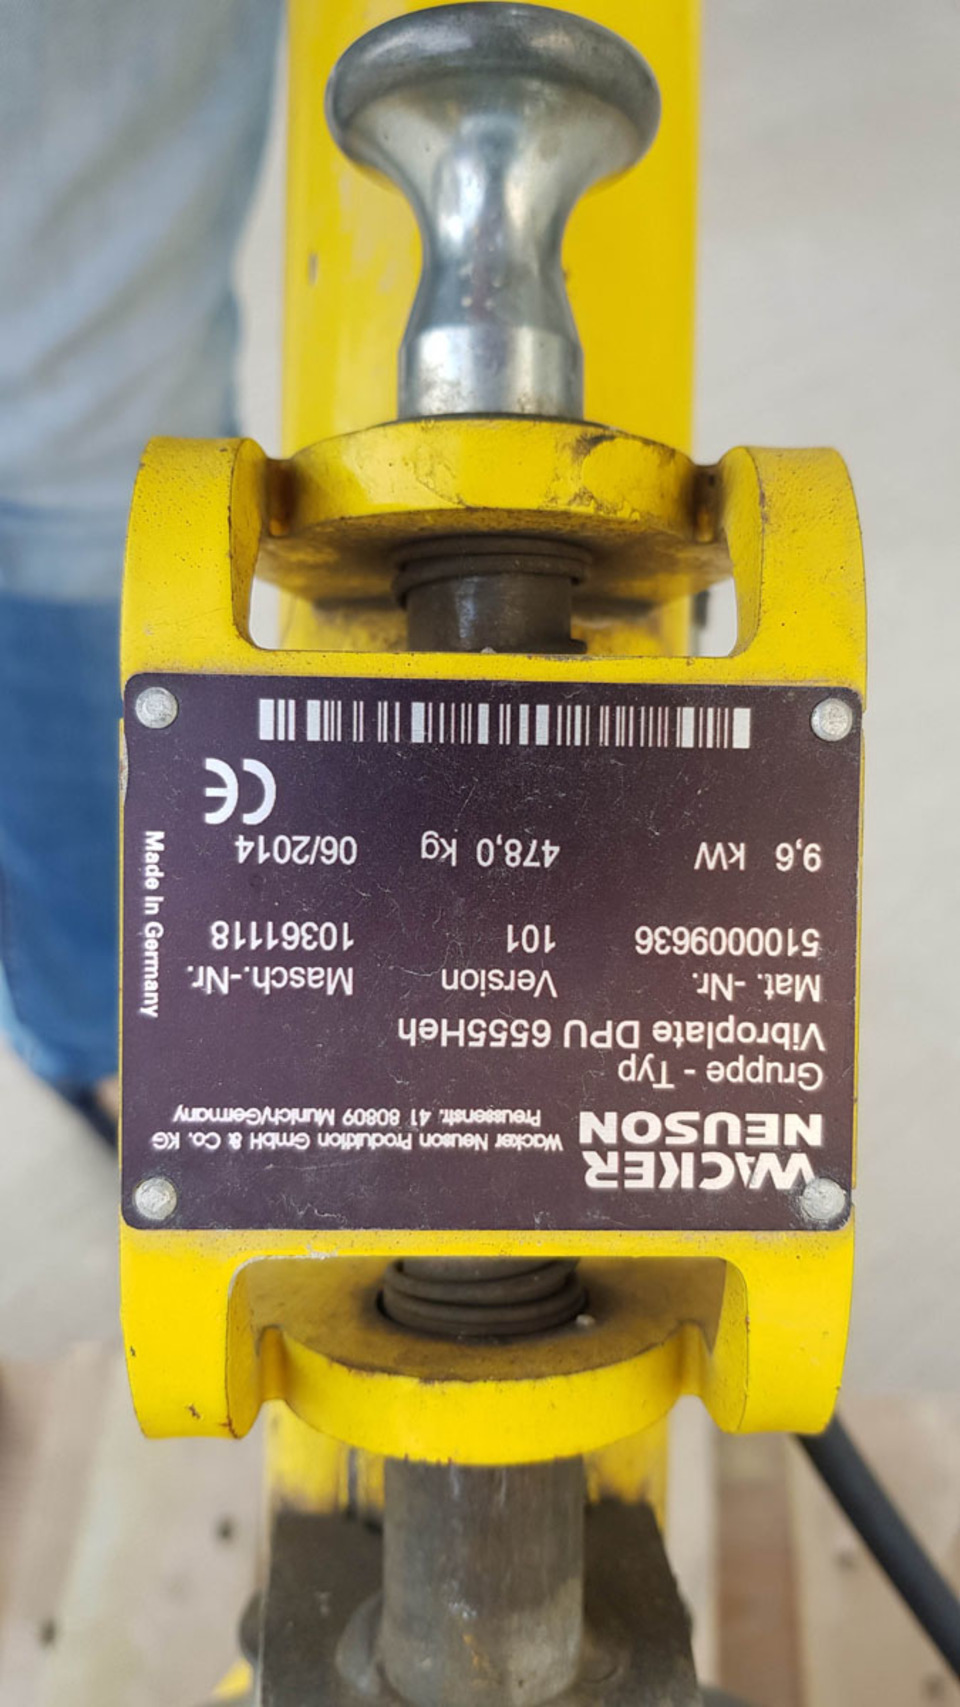 WACKER
NEUSON
Wacker Neuson Produktion GmbH & Co. KG
Preussenstr. 41 80809 Munich/Germany
Gruppe - Typ
Vibroplate DPU 6555Heh
Mat. -Nr. Version Masch.-Nr.
5100009636 101 10361118
9,6 kW 478,0 kg 06/2014
CE
Made In Germany